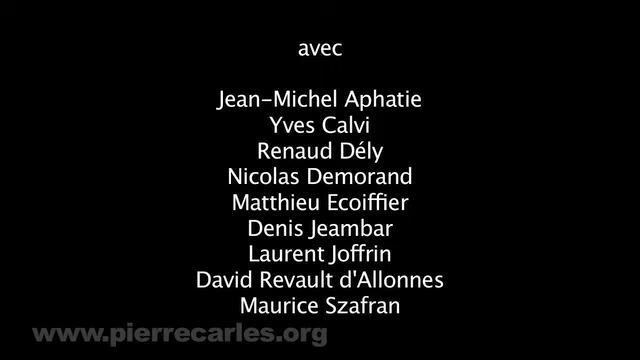 avec
Jean-Michel Aphatie
Yves Calvi
Renaud Dély
Nicolas Demorand
Matthieu Ecoiffier
Denis Jeambar
Laurent Joffrin
David Revault d'Allonnes
Maurice Szafran
www.pierrecarles.org